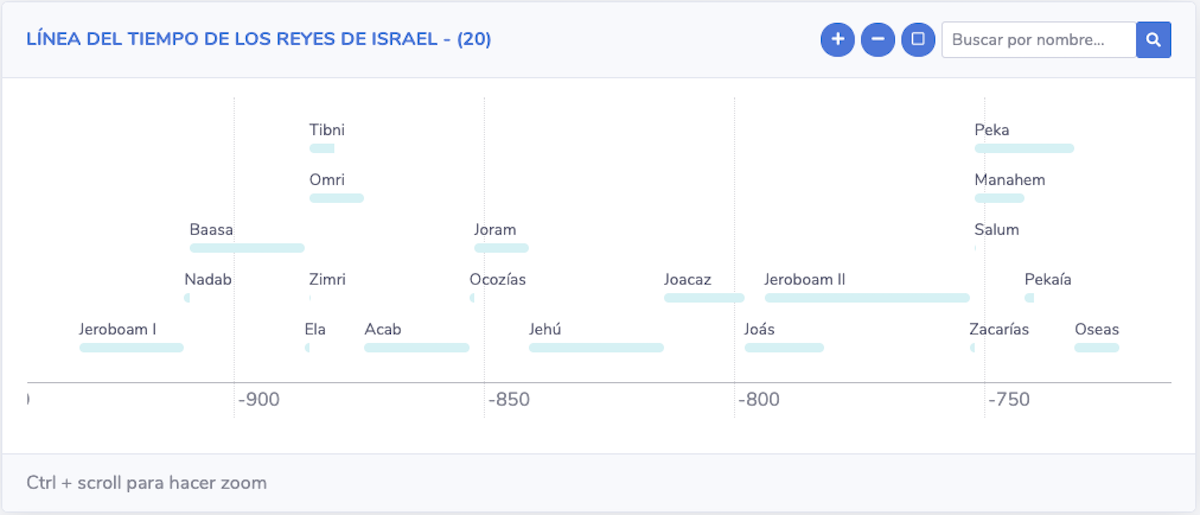 LÍNEA DEL TIEMPO DE LOS REYES DE ISRAEL - (20)
Buscar por nombre...
Tibni
Peka
Omri
Manahem
Baasa
Joram
Salum
Nadab
Zimri
Ocozías
Joacaz
Jeroboam II
Pekaía
Jeroboam I
Ela
Acab
Jehú
Joás
Zacarías
Oseas
-900
-850
-800
-750
Ctrl + scroll para hacer zoom